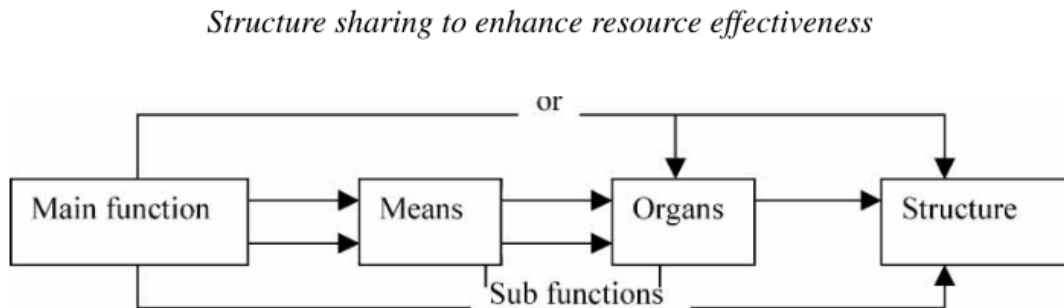 Structure sharing to enhance resource effectiveness
or
Main function Means Organs Structure
Sub functions